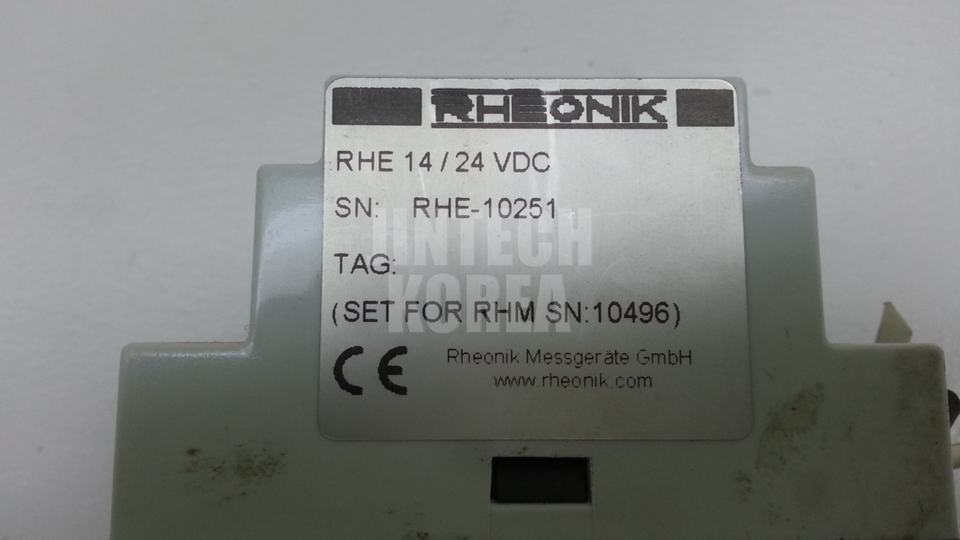 RHEONIK
RHE 14 / 24 VDC
SN: RHE-10251
TAG:
(SET FOR RHM SN:10496)
CE Rheonik Messgeräte GmbH
www.rheonik.com
INTECH
KOREA